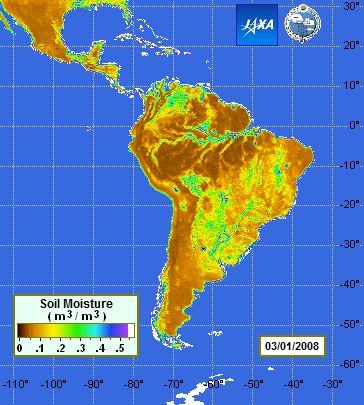 JAXA
30°
20°
10°
-0°
-10°
-20°
-30°
-40°
-50°
-60°
Soil Moisture
( m³ / m³ )
0 .1 .2 .3 .4 .5
03/01/2008
-110° -100° -90° -80° -70° -60° -50° -40° -30°